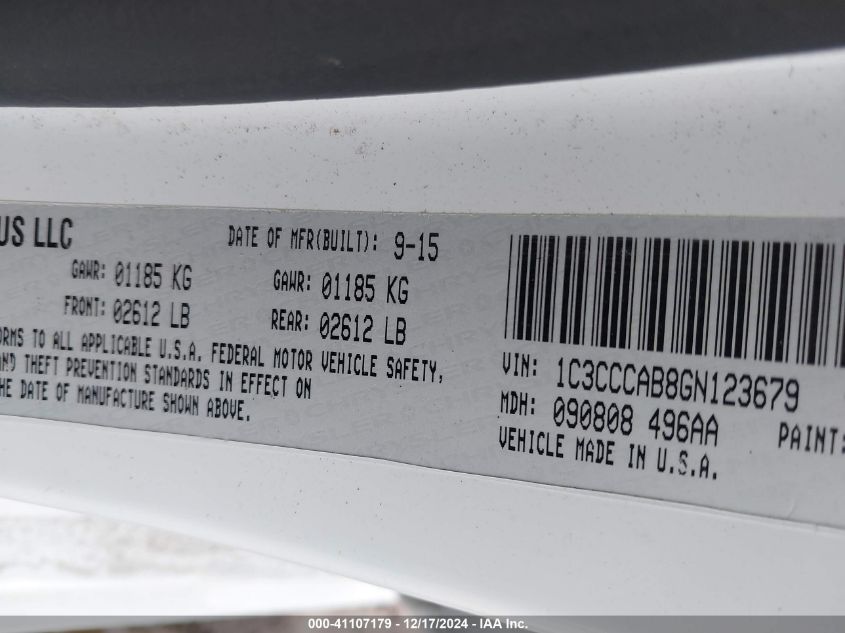 US LLC
DATE OF MFR(BUILT): 9-15
GAWR: 01185 KG
GAWR: 01185 KG
FRONT: 02612 LB
REAR: 02612 LB
ORMS TO ALL APPLICABLE U.S.A. FEDERAL MOTOR VEHICLE SAFETY,
AND THEFT PREVENTION STANDARDS IN EFFECT ON
HE DATE OF MANUFACTURE SHOWN ABOVE.
VIN: 1C3CCCAB8GN123679
MDH: 090808 496AA
PAINT:
VEHICLE MADE IN U.S.A.
000-41107179 - 12/17/2024 - IAA Inc.